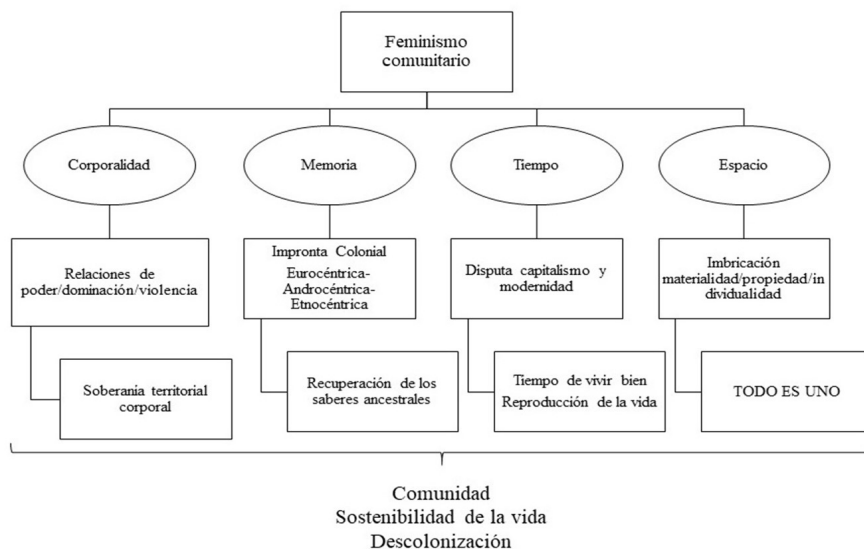 Feminismo
comunitario
Corporalidad
Memoria
Tiempo
Espacio
Relaciones de
poder/dominación/violencia
Impronta Colonial
Eurocéntrica-
Androcéntrica-
Etnocéntrica
Disputa capitalismo y
modernidad
Imbricación
materialidad/propiedad/in
dividualidad
Soberania territorial
corporal
Recuperación de los
saberes ancestrales
Tiempo de vivir bien
Reproducción de la vida
TODO ES UNO
Comunidad
Sostenibilidad de la vida
Descolonización